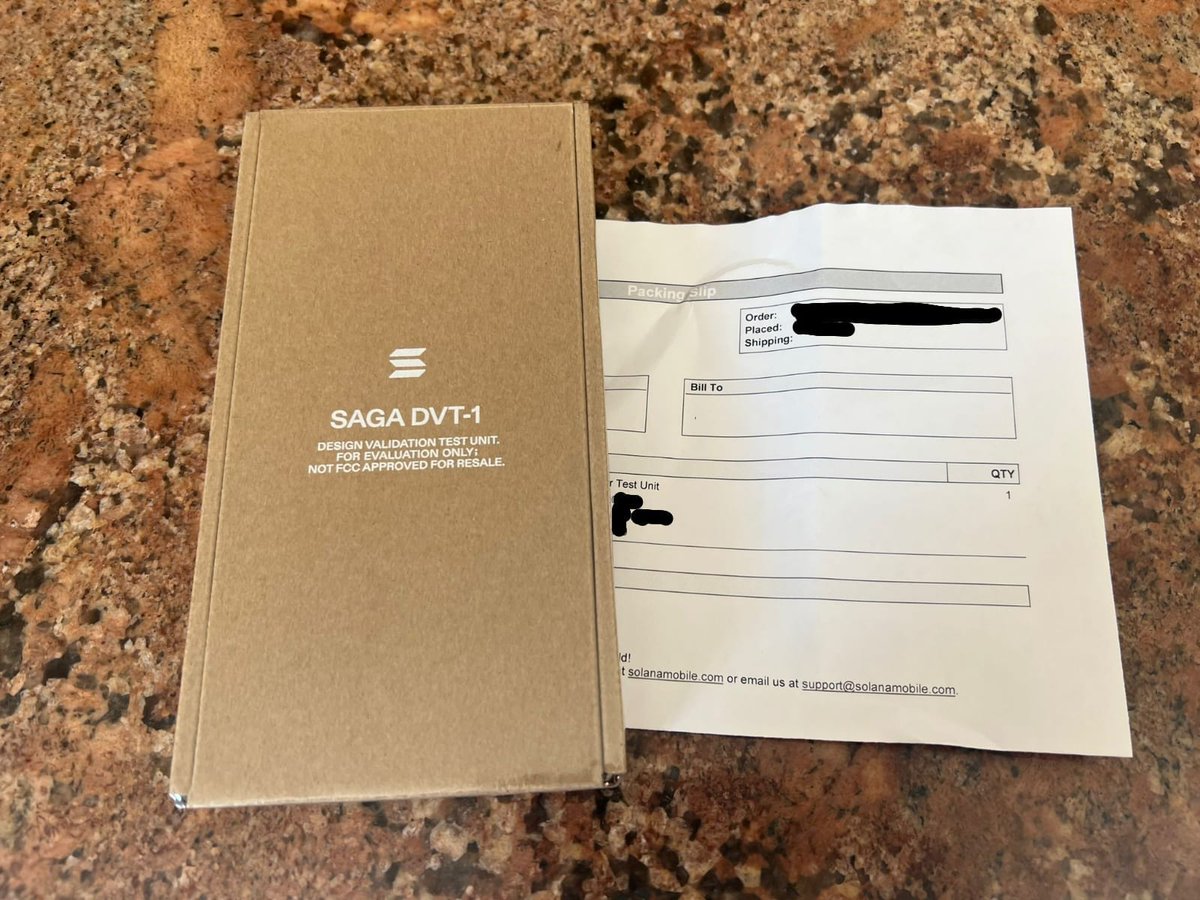 SAGA DVT-1
DESIGN VALIDATION TEST UNIT.
FOR EVALUATION ONLY;
NOT FCC APPROVED FOR RESALE.
Packing Slip
Order:
Placed:
Shipping:
Bill To
QTY
r Test Unit
1
ld!
t solanamobile.com or email us at support@solanamobile.com.